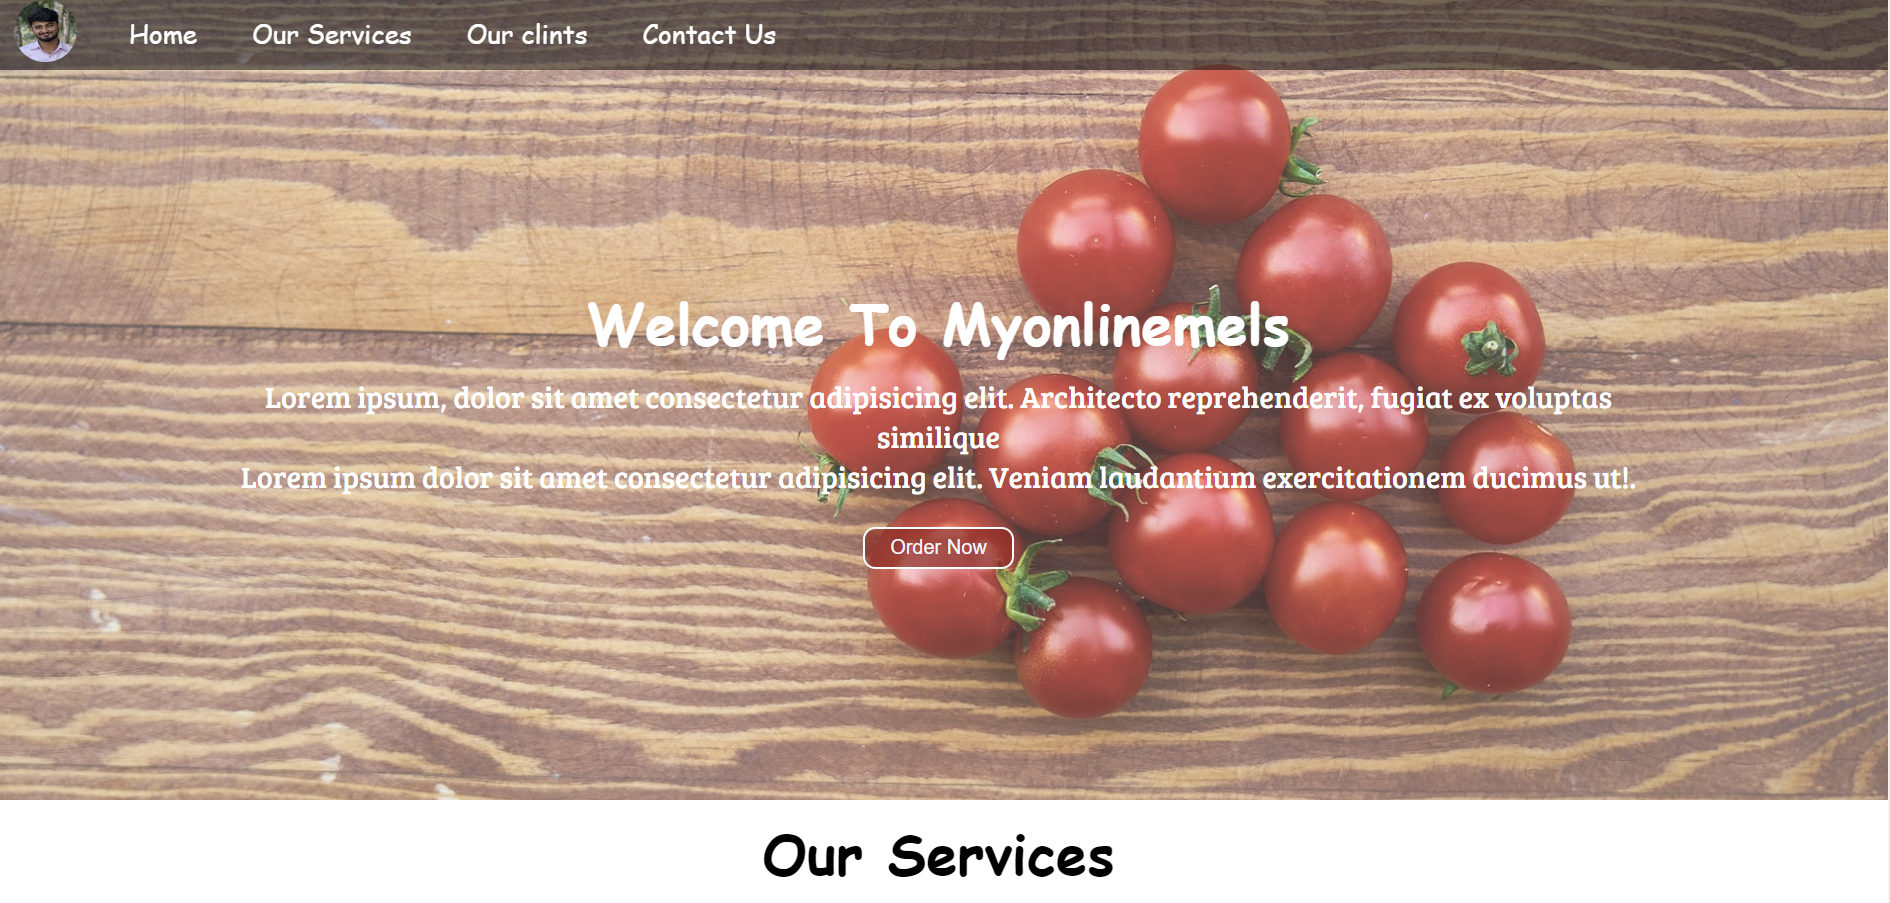 Home Our Services Our clints Contact Us
Welcome To Myonlinemels
Lorem ipsum, dolor sit amet consectetur adipisicing elit. Architecto reprehenderit, fugiat ex voluptas
similique
Lorem ipsum dolor sit amet consectetur adipisicing elit. Veniam laudantium exercitationem ducimus ut!.
Order Now
Our Services